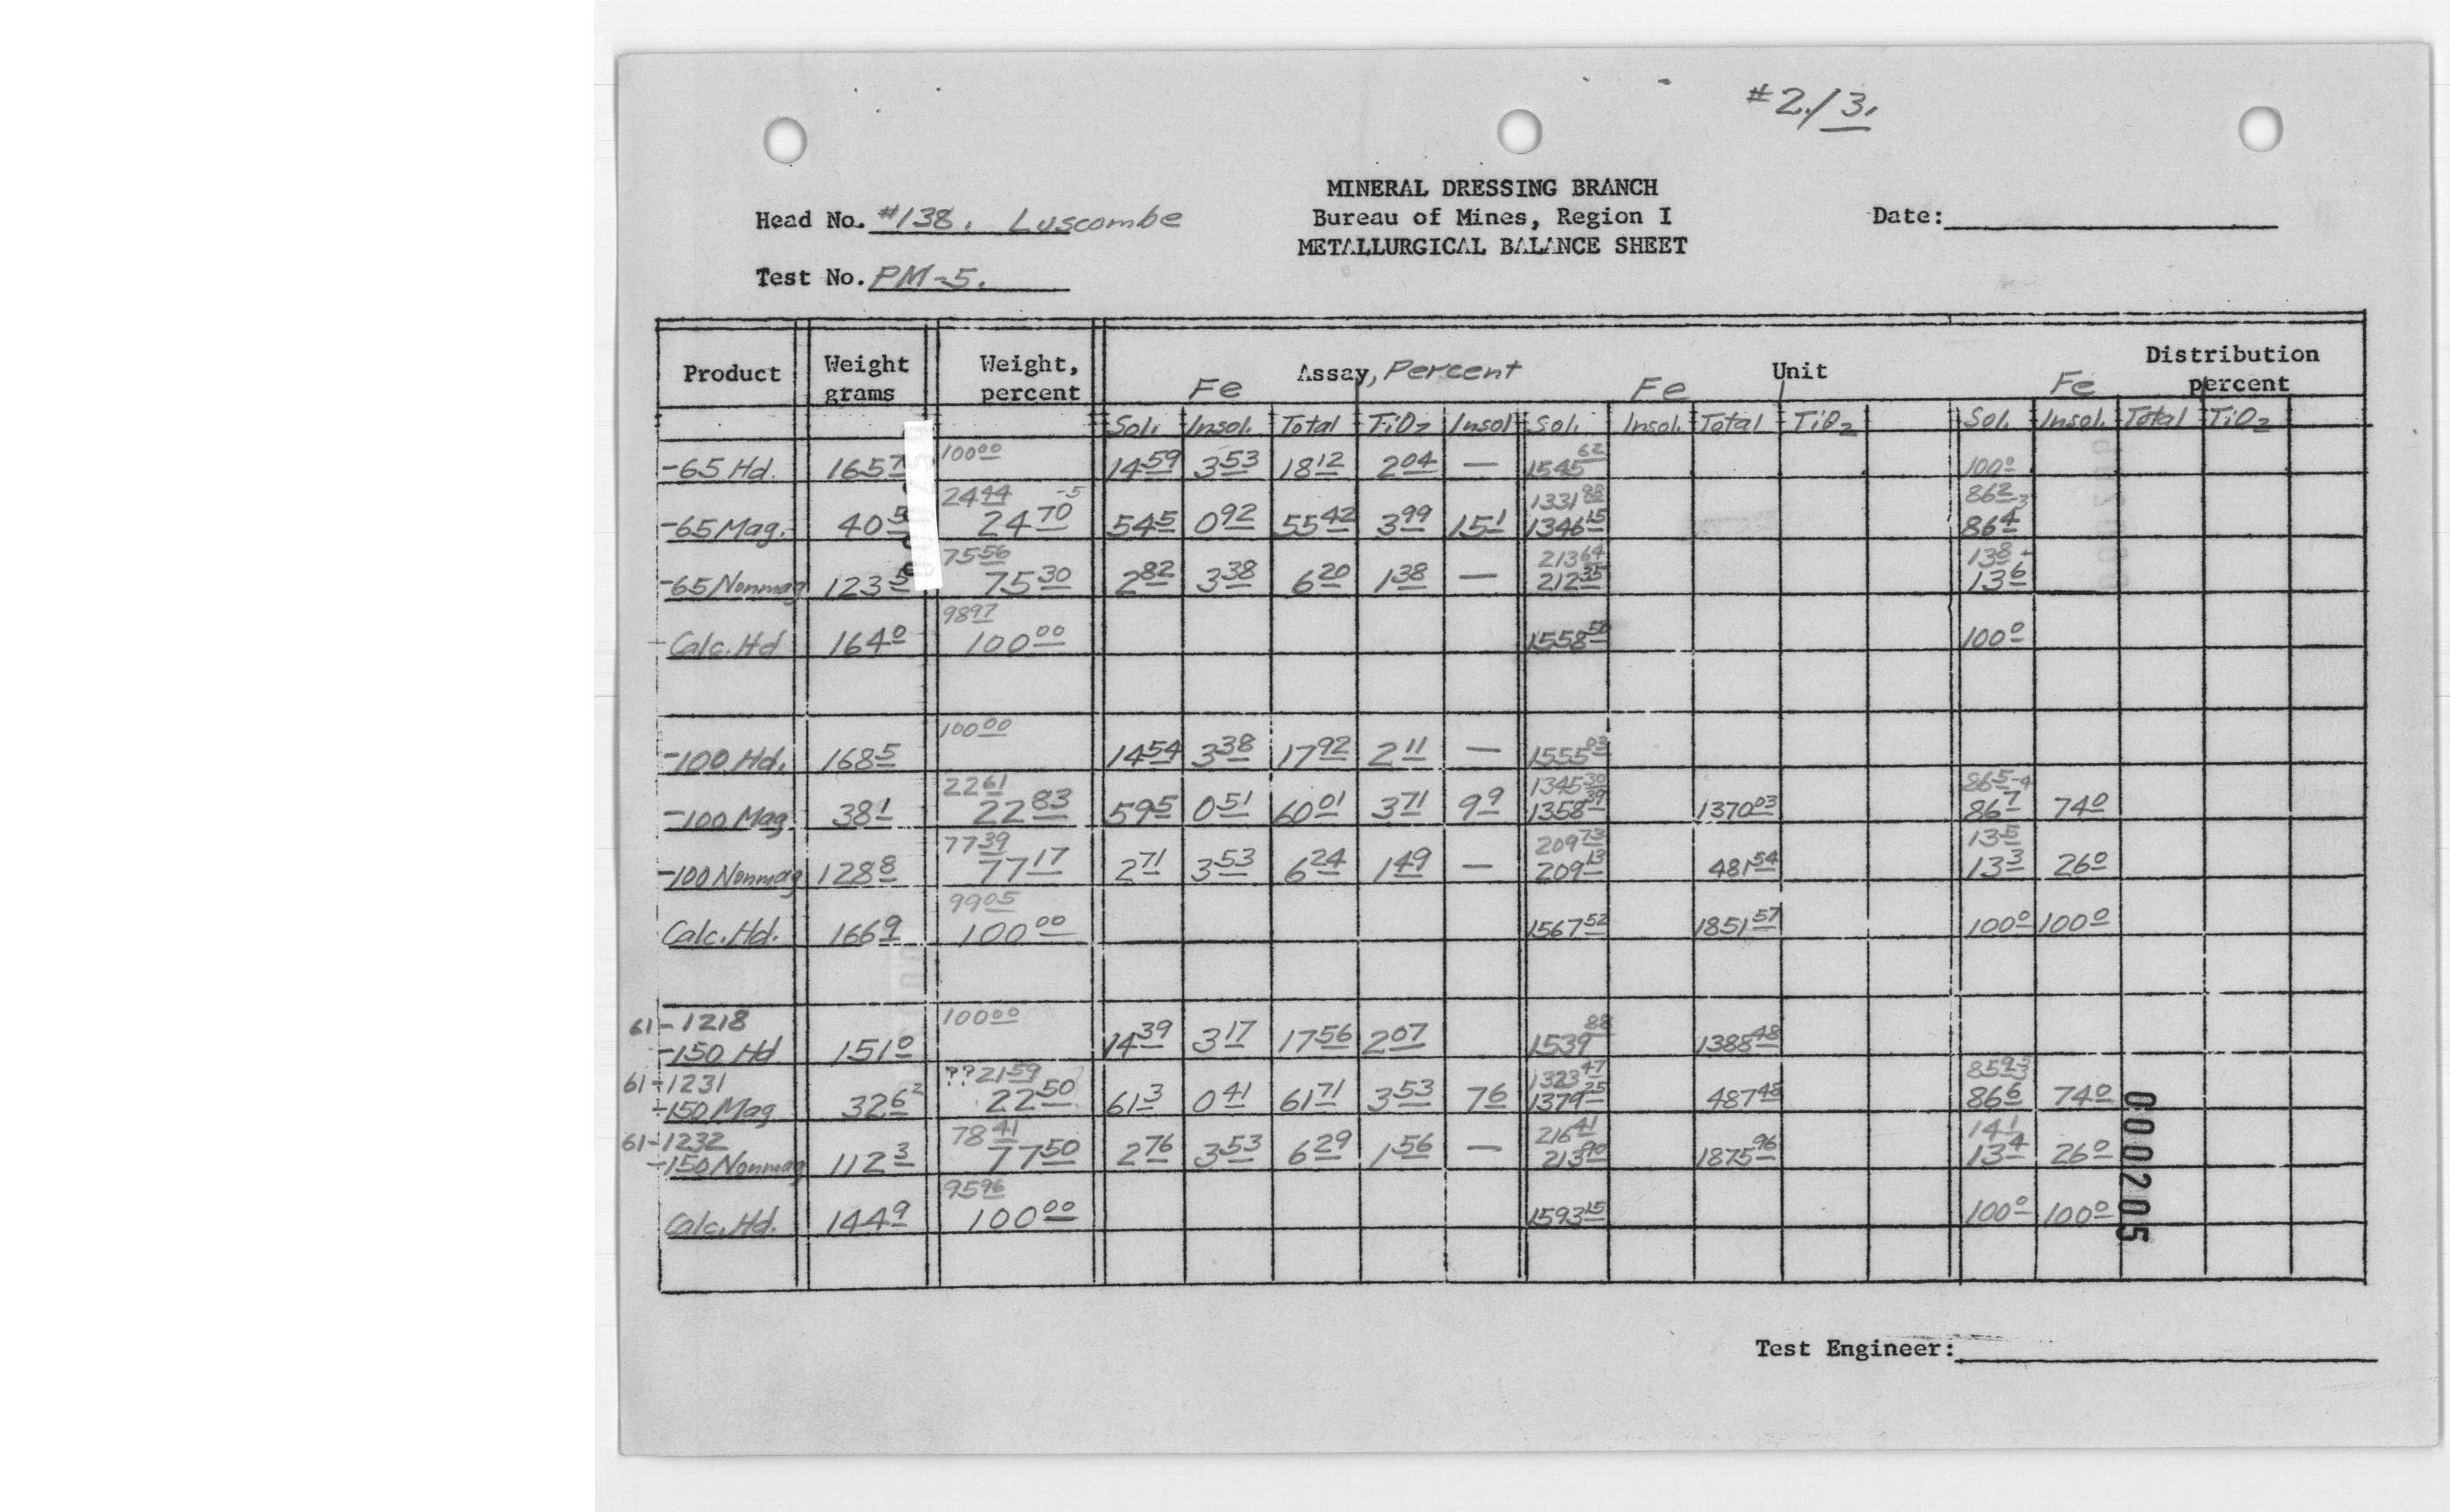 #2./3.
MINERAL DRESSING BRANCH
Head No. #138. Luscombe Bureau of Mines, Region I Date:
METALLURGICAL BALANCE SHEET
Test No. PM-5.
Product Weight grams Weight, percent Fe Assay, Percent Fe Unit Fe Distribution percent
Sol. Insol. Total TiO2 Insol Sol. Insol. Total TiO2 Sol. Insol. Total TiO2
100 00 62
-65 Hd. 165 7 14 59 3 53 18 12 2 04 — 1545 100 0
24 44 -5 1331 88 86 2 -3
-65 Mag. 40 5 24 70 54 5 0 92 55 42 3 99 15 1 1346 15 86 4
75 56 213 64 13 8
-65 Nonmag 123 5 75 30 2 82 3 38 6 20 1 38 — 212 35 13 6
98 97
Calc. Hd 164 0 100 00 1558 50 100 0
100 00
-100 Hd. 168 5 14 54 3 38 17 92 2 11 — 1555 03
22 61 1345 30 86 5 -4
-100 Mag. 38 1 22 83 59 5 0 51 60 01 3 71 9 9 1358 39 1370 03 86 7 74 0
77 39 209 73 13 5
-100 Nonmag 128 8 77 17 2 71 3 53 6 24 1 49 — 209 13 481 54 13 3 26 0
99 05
Calc. Hd. 166 9 100 00 1567 52 1851 57 100 0 100 0
61-1218 100 00 88
-150 Hd 151 0 14 39 3 17 17 56 2 07 1539 1388 48
61-1231 ?? 21 59 1323 47 85 9
-150 Mag 32 6 2 22 50 61 3 0 41 61 71 3 53 7 6 1379 25 487 48 86 6 74 0
61-1232 78 41 216 41 14 1
-150 Nonmag 112 3 77 50 2 76 3 53 6 29 1 56 — 213 90 1875 96 13 4 26 0
95 96
Calc. Hd. 144 9 100 00 1593 15 100 0 100 0
000205
Test Engineer: